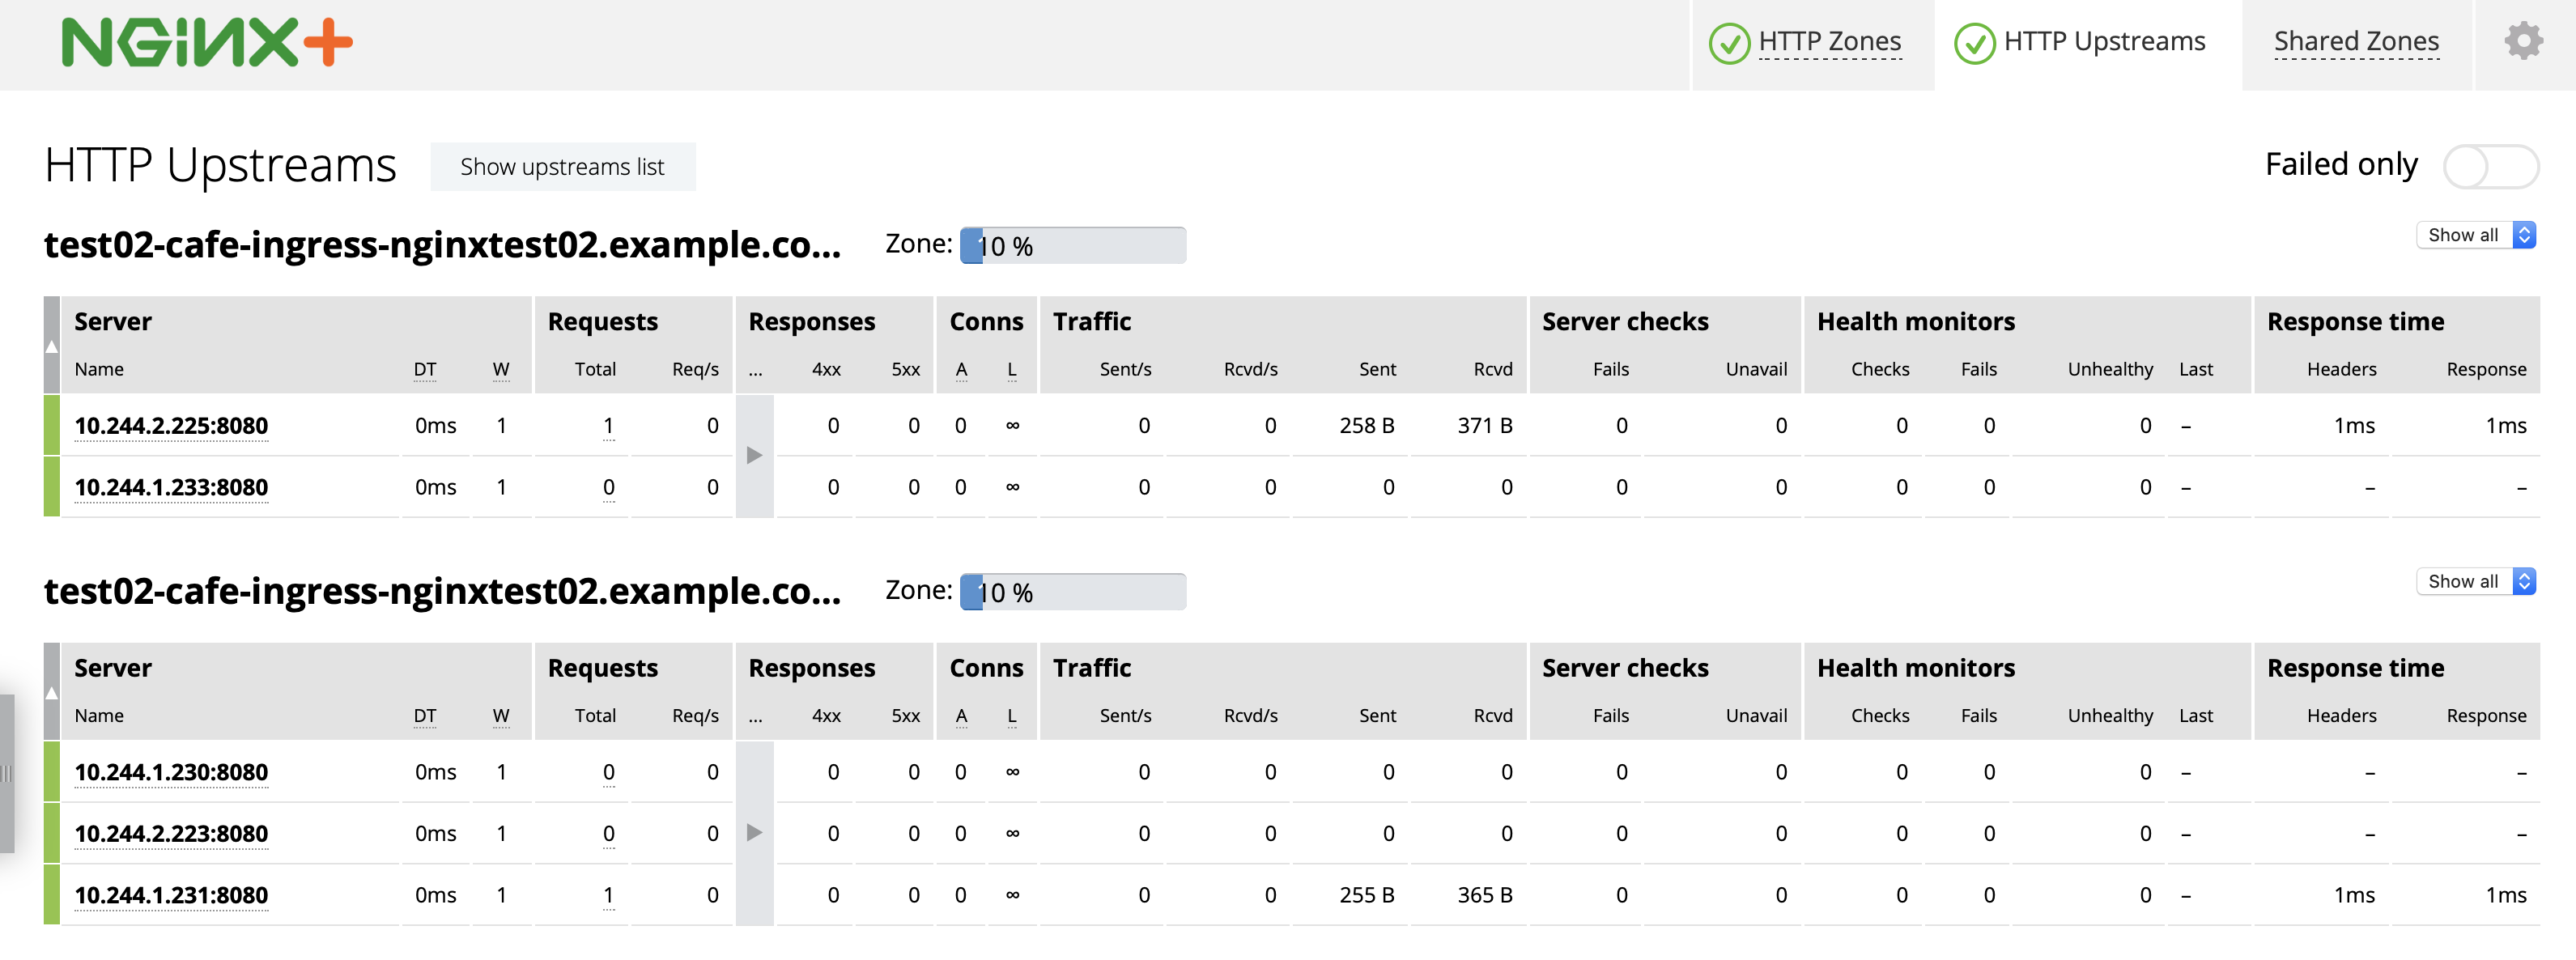 NGINX+ HTTP Zones HTTP Upstreams Shared Zones
HTTP Upstreams Show upstreams list Failed only
test02-cafe-ingress-nginxtest02.example.co... Zone: 10 % Show all
Server Requests Responses Conns Traffic Server checks Health monitors Response time
Name DT W Total Req/s ... 4xx 5xx A L Sent/s Rcvd/s Sent Rcvd Fails Unavail Checks Fails Unhealthy Last Headers Response
10.244.2.225:8080 0ms 1 1 0 0 0 0 ∞ 0 0 258 B 371 B 0 0 0 0 0 – 1ms 1ms
10.244.1.233:8080 0ms 1 0 0 0 0 0 ∞ 0 0 0 0 0 0 0 0 0 – – –
test02-cafe-ingress-nginxtest02.example.co... Zone: 10 % Show all
Server Requests Responses Conns Traffic Server checks Health monitors Response time
Name DT W Total Req/s ... 4xx 5xx A L Sent/s Rcvd/s Sent Rcvd Fails Unavail Checks Fails Unhealthy Last Headers Response
10.244.1.230:8080 0ms 1 0 0 0 0 0 ∞ 0 0 0 0 0 0 0 0 0 – – –
10.244.2.223:8080 0ms 1 0 0 0 0 0 ∞ 0 0 0 0 0 0 0 0 0 – – –
10.244.1.231:8080 0ms 1 1 0 0 0 0 ∞ 0 0 255 B 365 B 0 0 0 0 0 – 1ms 1ms